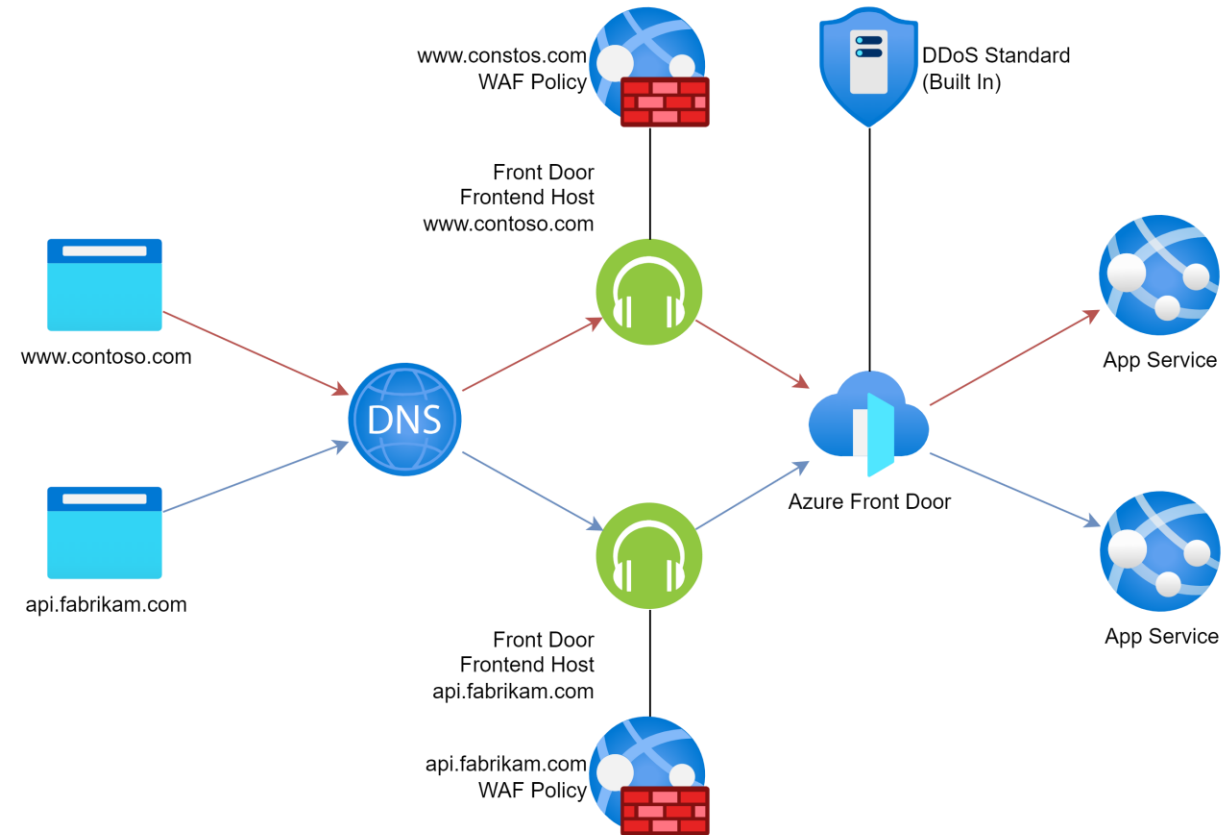 www.constos.com
WAF Policy
DDoS Standard
(Built In)
Front Door
Frontend Host
www.contoso.com
www.contoso.com
App Service
DNS
Azure Front Door
api.fabrikam.com
App Service
Front Door
Frontend Host
api.fabrikam.com
api.fabrikam.com
WAF Policy